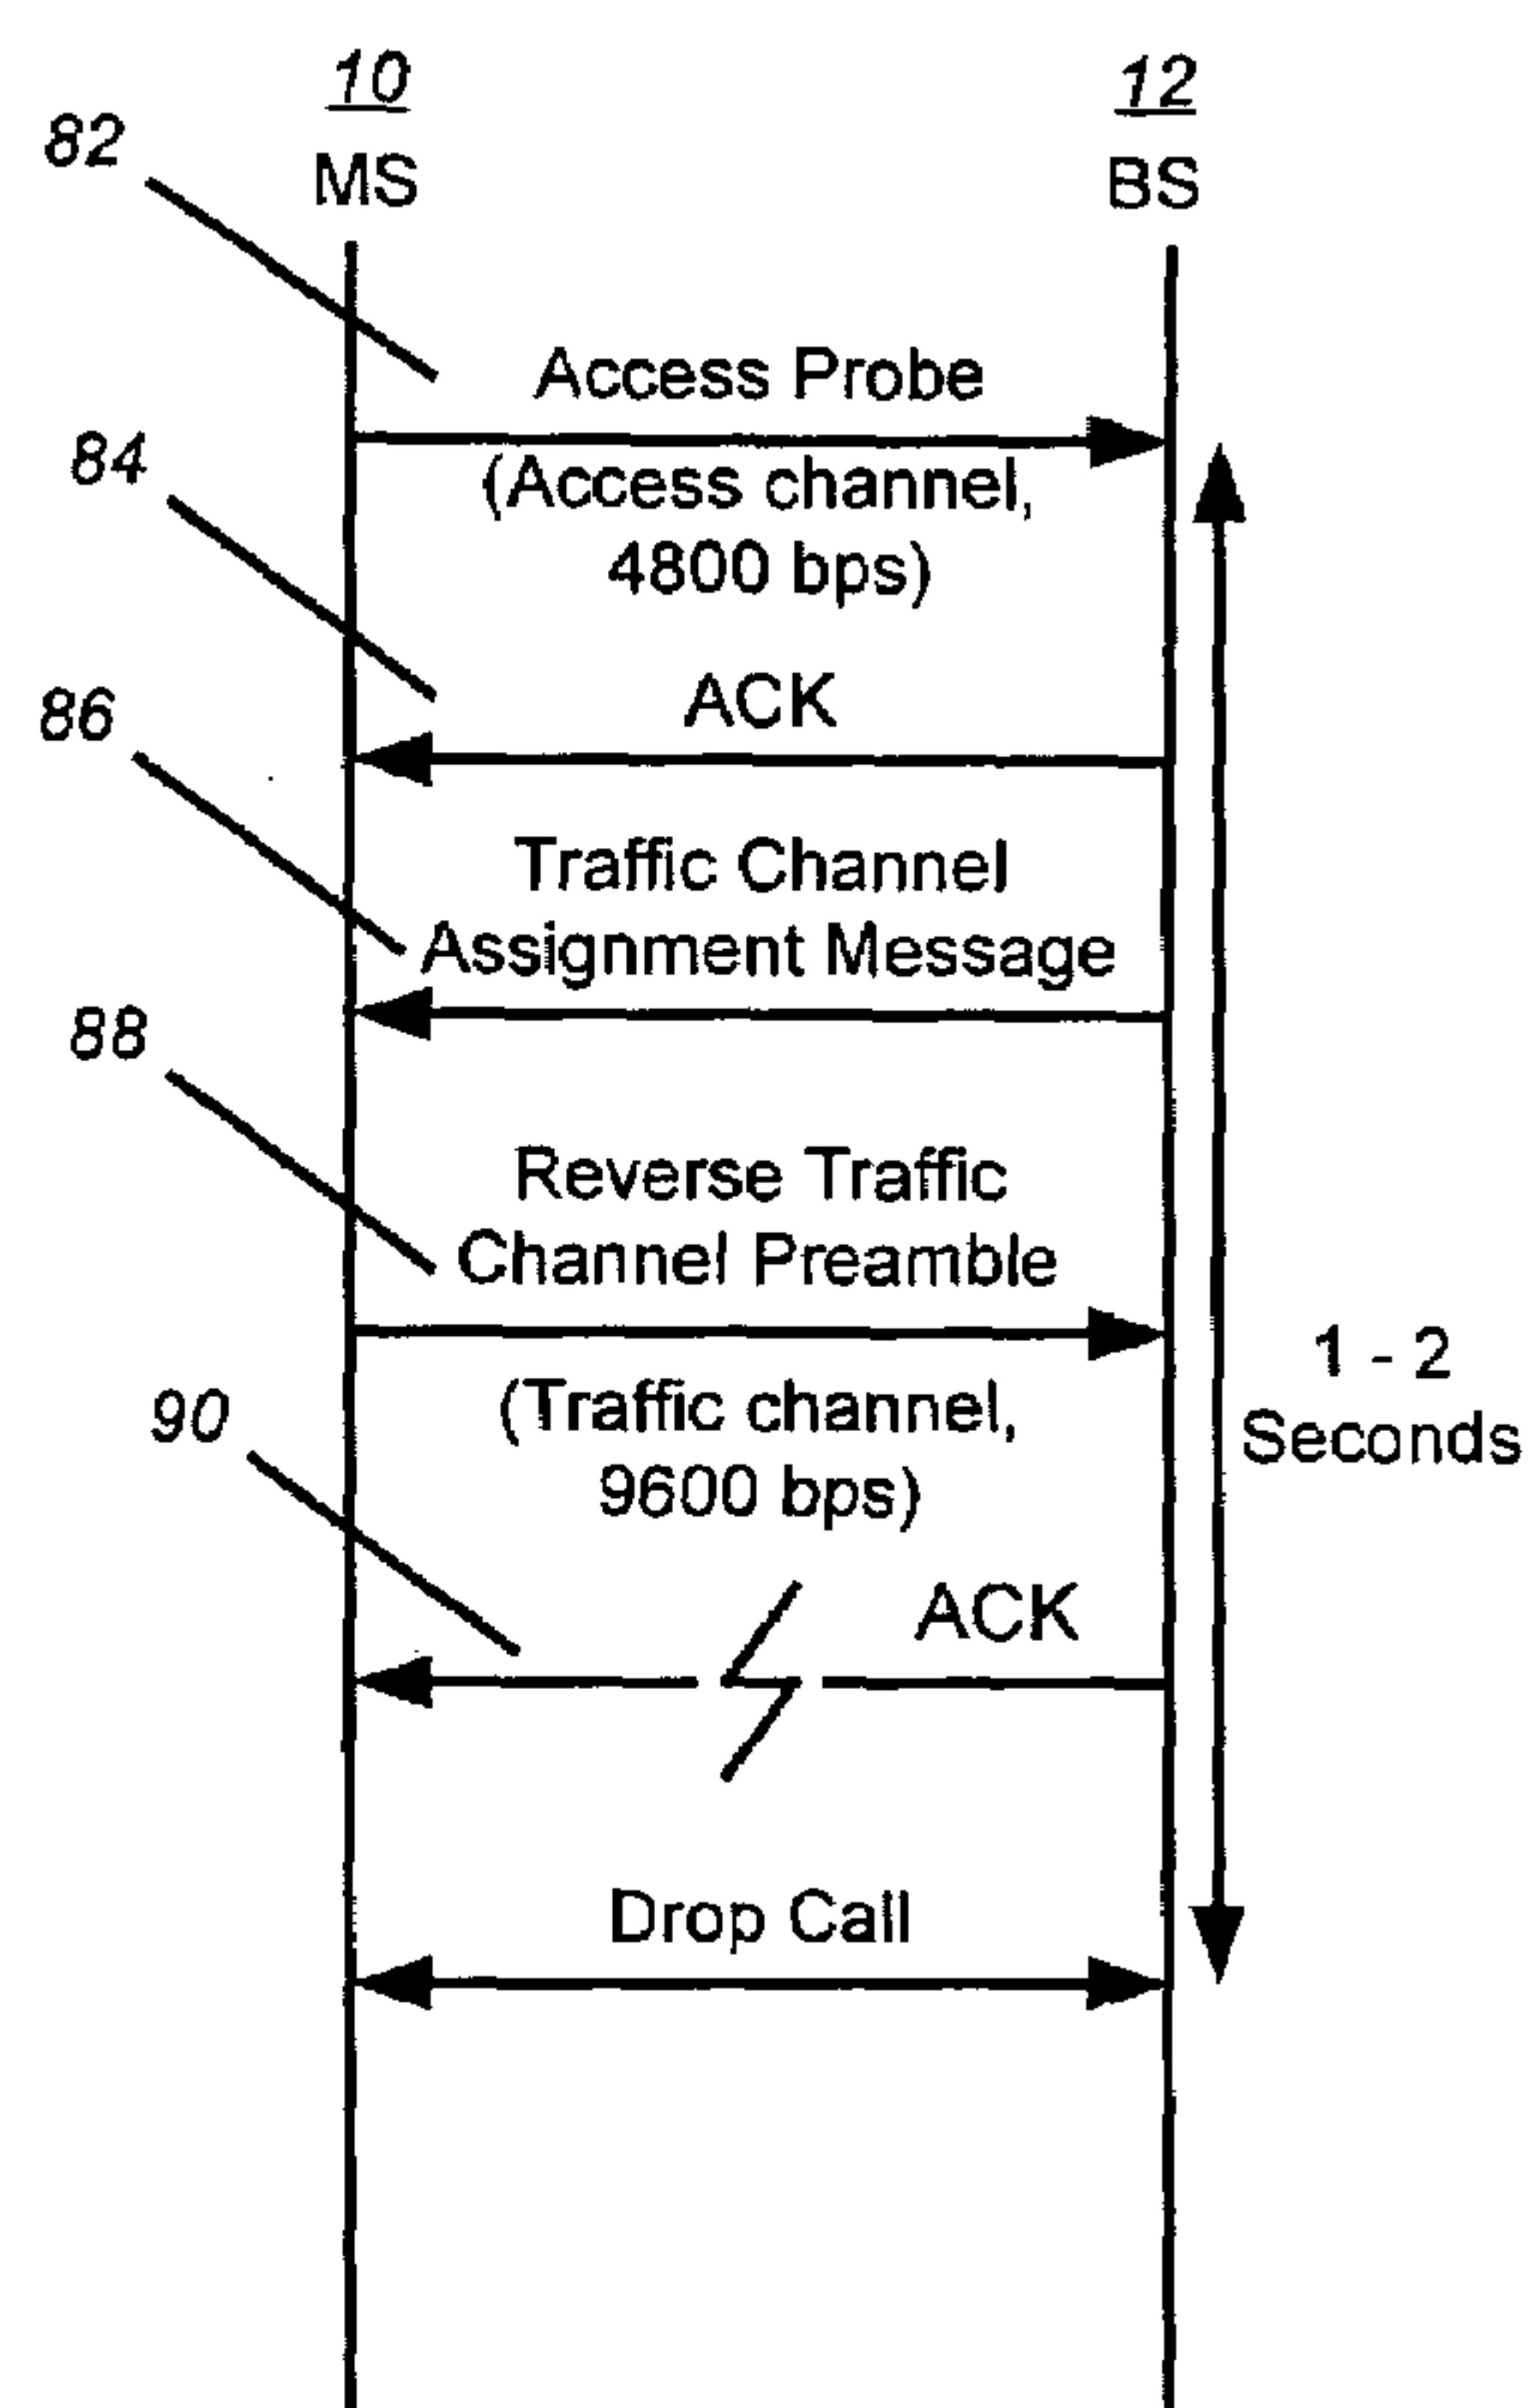 10
12
82
MS
BS
Access Probe
84
(Access channel,
4800 bps)
ACK
86
Traffic Channel
Assignment Message
88
Reverse Traffic
Channel Preamble
1 - 2
Seconds
90
(Traffic channel,
9600 bps)
ACK
Drop Call